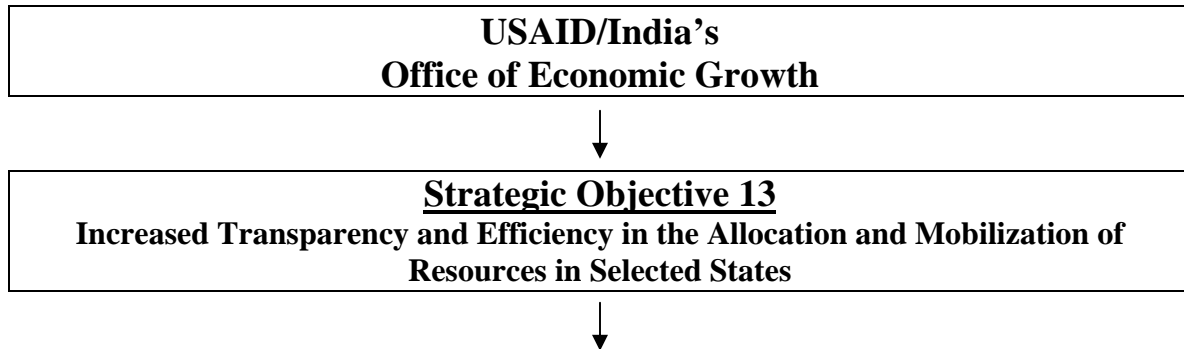 USAID/India’s
Office of Economic Growth
Strategic Objective 13
Increased Transparency and Efficiency in the Allocation and Mobilization of
Resources in Selected States